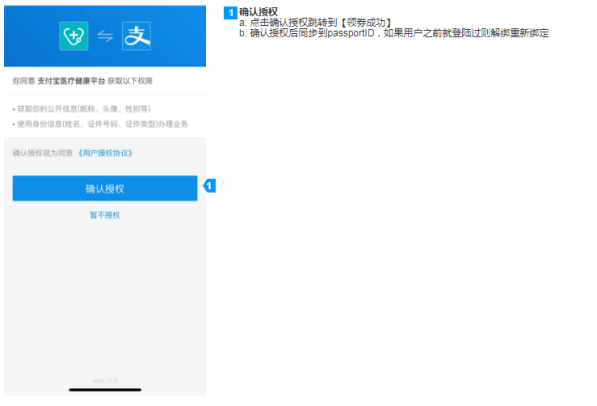 你同意 支付宝医疗健康平台 获取以下权限
• 获取你的公开信息(昵称、头像、性别等)
• 使用身份信息(姓名、证件号码、证件类型)办理业务
确认授权视为同意 《用户授权协议》
确认授权
1
暂不授权
1 确认授权
a. 点击确认授权跳转到【领券成功】
b. 确认授权后同步到passportID，如果用户之前就登陆过则解绑重新绑定